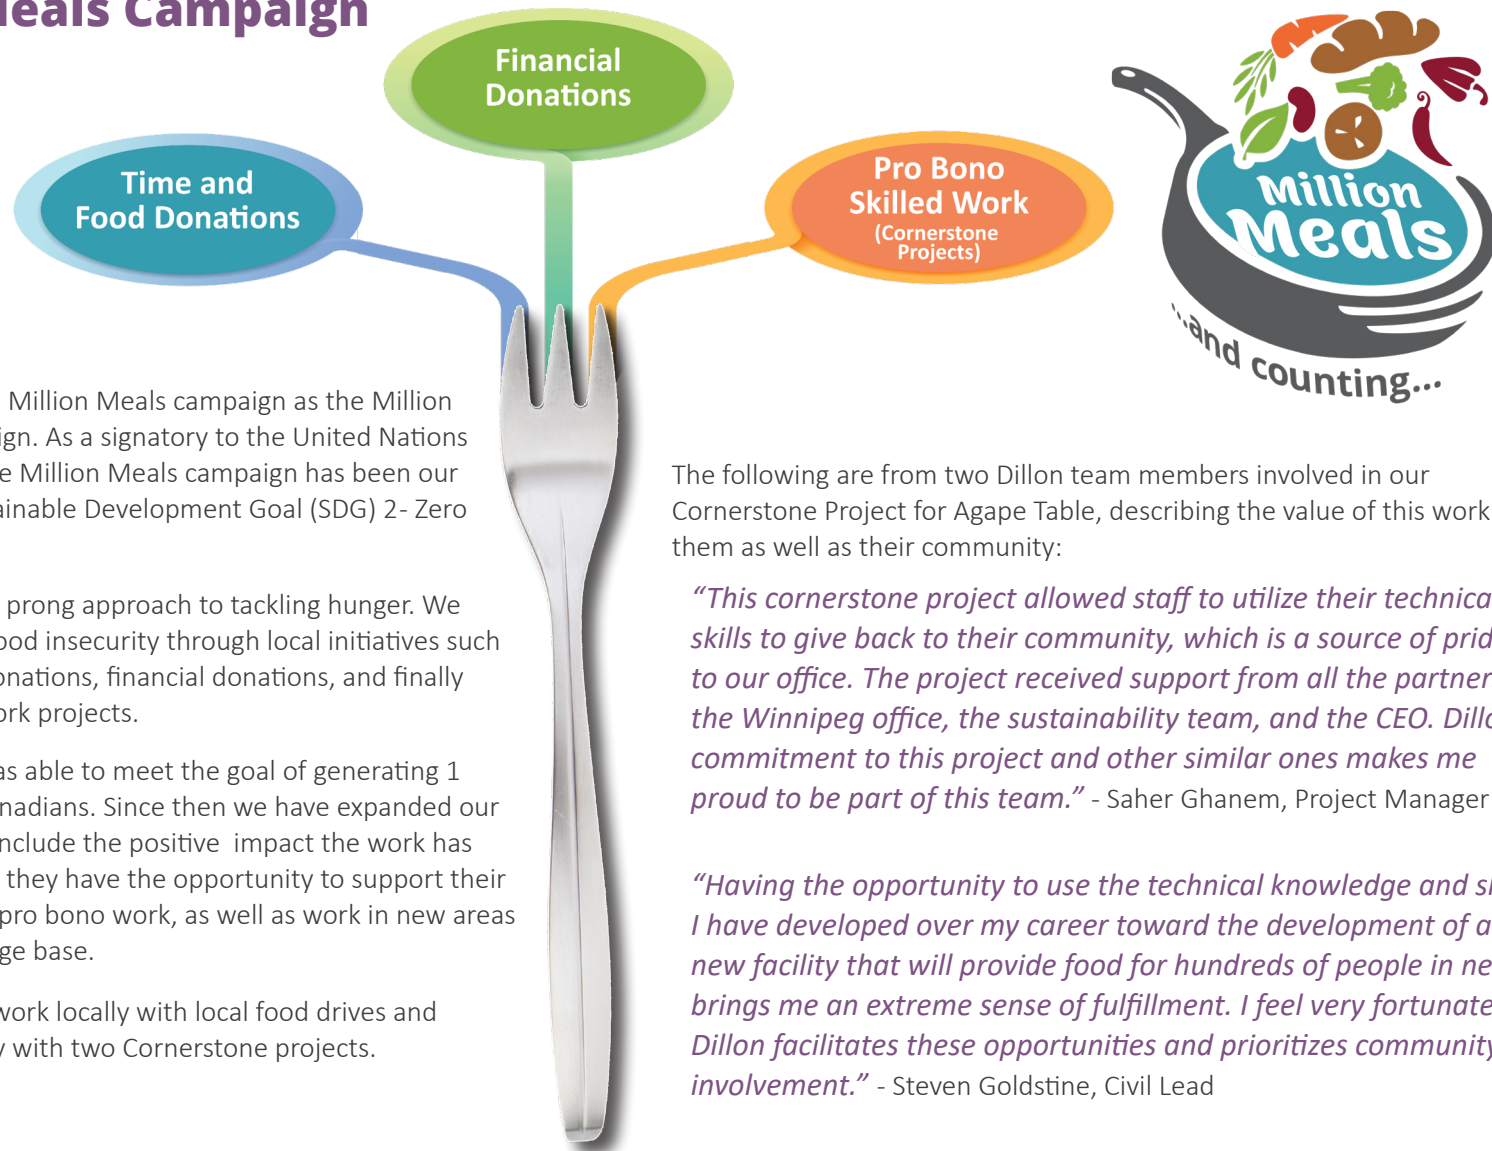 Meals Campaign
Financial
Donations
Time and
Food Donations
Pro Bono
Skilled Work
(Cornerstone
Projects)
Million
Meals
...and counting...
Million Meals campaign as the Million
ign. As a signatory to the United Nations
e Million Meals campaign has been our
ainable Development Goal (SDG) 2- Zero
prong approach to tackling hunger. We
ood insecurity through local initiatives such
onations, financial donations, and finally
ork projects.
as able to meet the goal of generating 1
nadians. Since then we have expanded our
include the positive  impact the work has
they have the opportunity to support their
pro bono work, as well as work in new areas
ge base.
work locally with local food drives and
y with two Cornerstone projects.
The following are from two Dillon team members involved in our
Cornerstone Project for Agape Table, describing the value of this work
them as well as their community:
“This cornerstone project allowed staff to utilize their technica
skills to give back to their community, which is a source of prid
to our office. The project received support from all the partner
the Winnipeg office, the sustainability team, and the CEO. Dillo
commitment to this project and other similar ones makes me
proud to be part of this team.” - Saher Ghanem, Project Manager
“Having the opportunity to use the technical knowledge and sk
I have developed over my career toward the development of a
new facility that will provide food for hundreds of people in ne
brings me an extreme sense of fulfillment. I feel very fortunate
Dillon facilitates these opportunities and prioritizes community
involvement.” - Steven Goldstine, Civil Lead